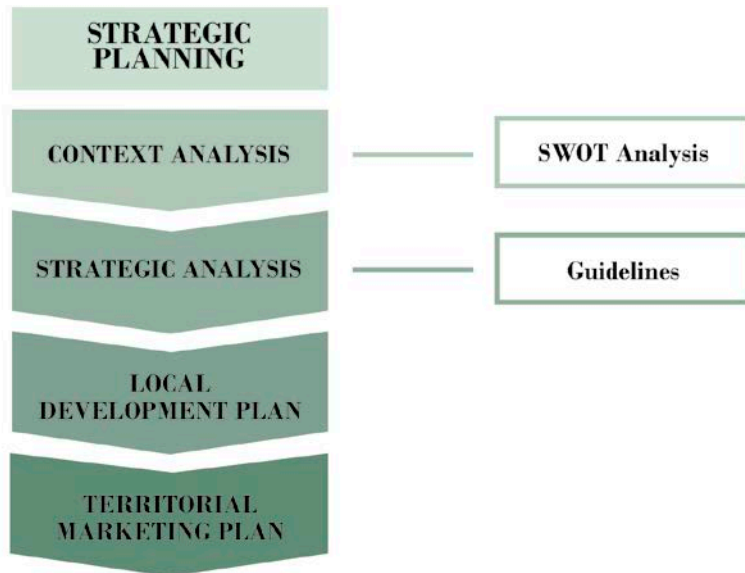 STRATEGIC
PLANNING
CONTEXT ANALYSIS
SWOT Analysis
STRATEGIC ANALYSIS
Guidelines
LOCAL
DEVELOPMENT PLAN
TERRITORIAL
MARKETING PLAN